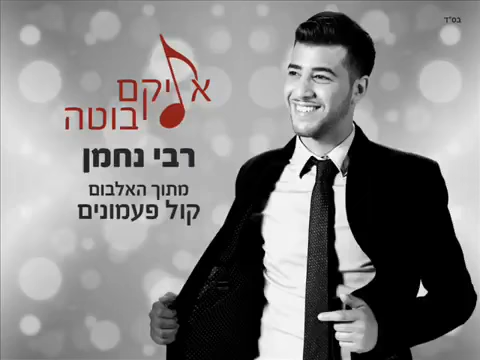 בס"ד
אליקם
בוטה
רבי נחמן
מתוך האלבום
קול פעמונים